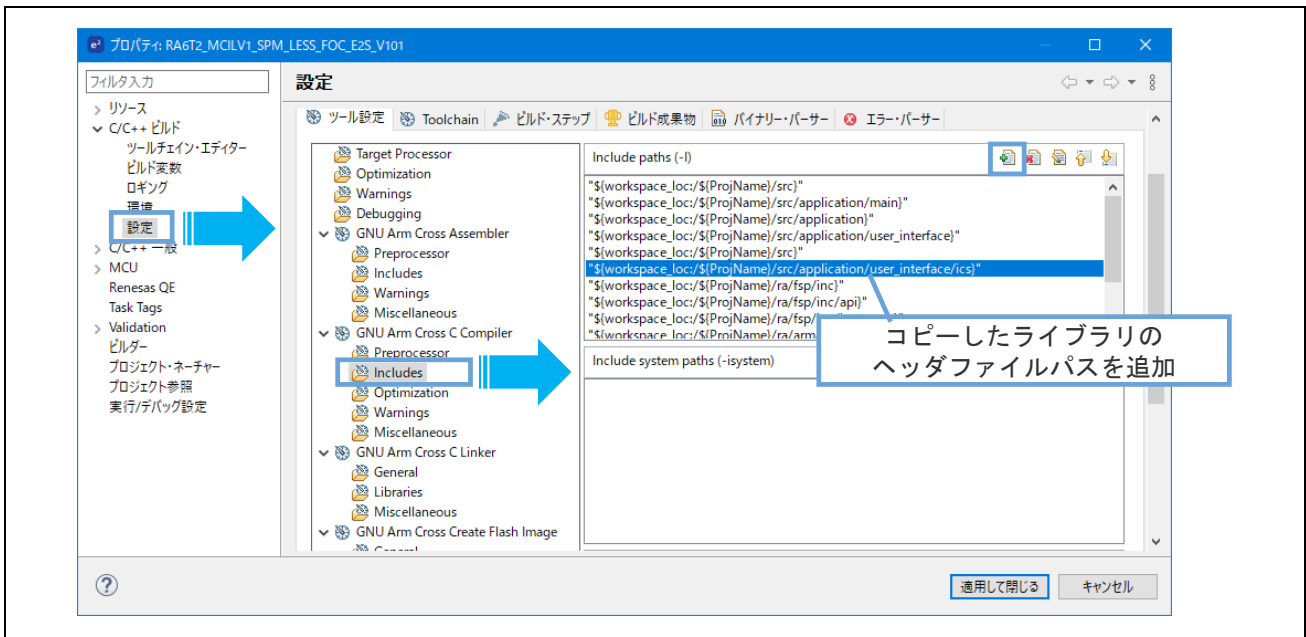 プロパティ: RA6T2_MCILV1_SPM_LESS_FOC_E2S_V101
フィルタ入力
リソース
C/C++ ビルド
ツールチェイン・エディター
ビルド変数
ロギング
環境
設定
C/C++ 一般
MCU
Renesas QE
Task Tags
Validation
ビルダー
プロジェクト・ネーチャー
プロジェクト参照
実行/デバッグ設定
設定
ツール設定 Toolchain ビルド・ステップ ビルド成果物 バイナリー・パーサー エラー・パーサー
Target Processor
Optimization
Warnings
Debugging
GNU Arm Cross Assembler
Preprocessor
Includes
Warnings
Miscellaneous
GNU Arm Cross C Compiler
Preprocessor
Includes
Optimization
Warnings
Miscellaneous
GNU Arm Cross C Linker
General
Libraries
Miscellaneous
GNU Arm Cross Create Flash Image
General
Include paths (-I)
"${workspace_loc:/${ProjName}/src}"
"${workspace_loc:/${ProjName}/src/application/main}"
"${workspace_loc:/${ProjName}/src/application}"
"${workspace_loc:/${ProjName}/src/application/user_interface}"
"${workspace_loc:/${ProjName}/src}"
"${workspace_loc:/${ProjName}/src/application/user_interface/ics}"
"${workspace_loc:/${ProjName}/ra/fsp/inc}"
"${workspace_loc:/${ProjName}/ra/fsp/inc/api}"
"${workspace_loc:/${ProjName}/ra/fsp/
"${workspace_loc:/${ProjName}/ra/arm
コピーしたライブラリの
ヘッダファイルパスを追加
Include system paths (-isystem)
適用して閉じる キャンセル